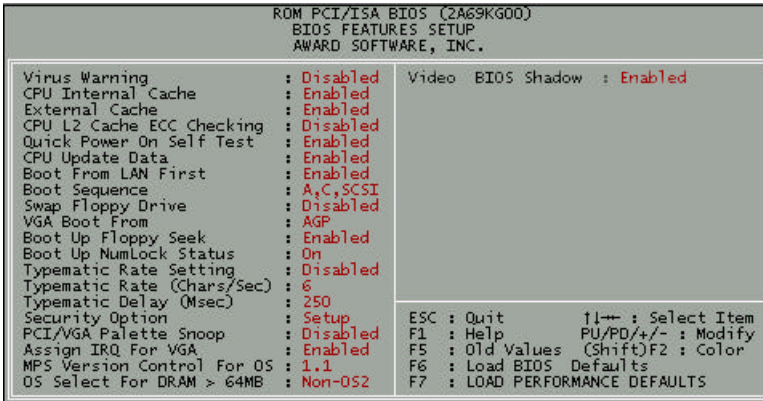 ROM PCI/ISA BIOS (2A69KG00)
BIOS FEATURES SETUP
AWARD SOFTWARE, INC.
Virus Warning : Disabled
CPU Internal Cache : Enabled
External Cache : Enabled
CPU L2 Cache ECC Checking : Disabled
Quick Power On Self Test : Enabled
CPU Update Data : Enabled
Boot From LAN First : Enabled
Boot Sequence : A,C,SCSI
Swap Floppy Drive : Disabled
VGA Boot From : AGP
Boot Up Floppy Seek : Enabled
Boot Up NumLock Status : On
Typematic Rate Setting : Disabled
Typematic Rate (Chars/Sec) : 6
Typematic Delay (Msec) : 250
Security Option : Setup
PCI/VGA Palette Snoop : Disabled
Assign IRQ For VGA : Enabled
MPS Version Control For OS : 1.1
OS Select For DRAM > 64MB : Non-OS2
Video BIOS Shadow : Enabled
ESC : Quit ↑↓→← : Select Item
F1 : Help PU/PD/+/- : Modify
F5 : Old Values (Shift)F2 : Color
F6 : Load BIOS Defaults
F7 : LOAD PERFORMANCE DEFAULTS